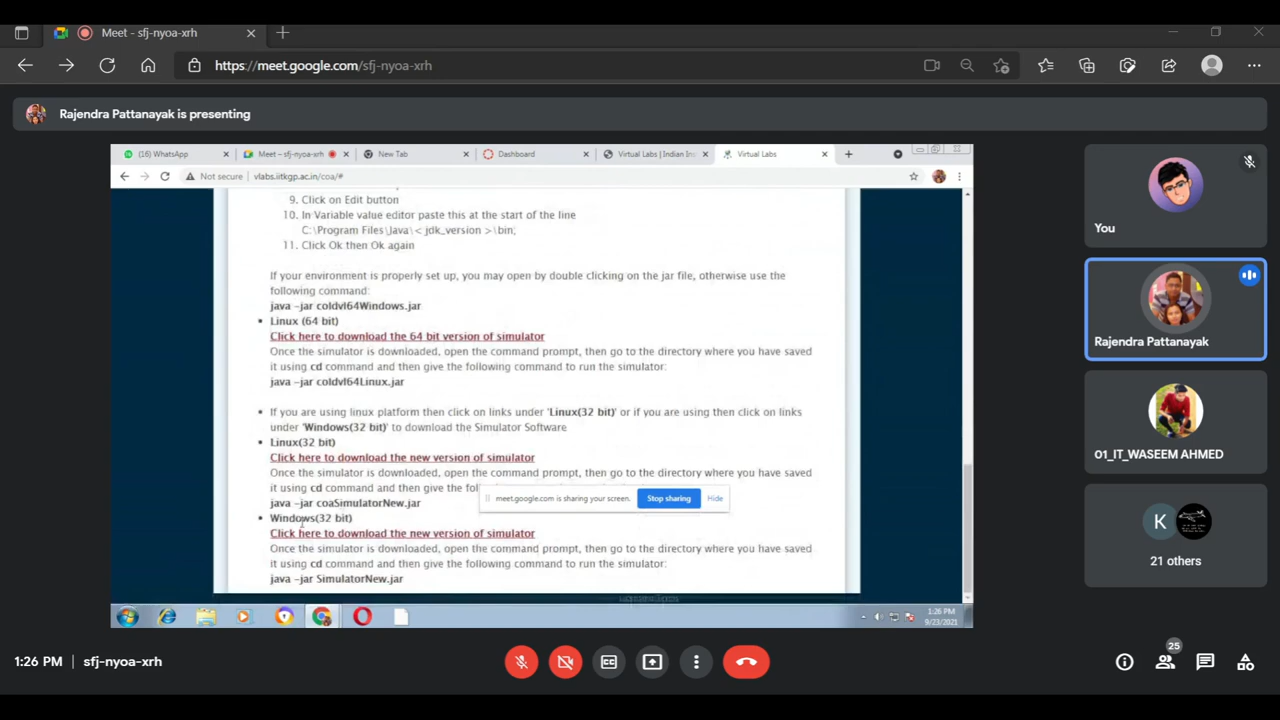 Meet - sfj-nyoa-xrh
https://meet.google.com/sfj-nyoa-xrh
Rajendra Pattanayak is presenting
(16) WhatsApp
Meet – sfj-nyoa-xrh
New Tab
Dashboard
Virtual Labs | Indian Ins
Virtual Labs
Not secure
vlabs.iitkgp.ac.in/coa/#
9. Click on Edit button
10. In Variable value editor paste this at the start of the line
C:\Program Files\Java\< jdk_version >\bin;
11. Click Ok then Ok again
If your environment is properly set up, you may open by double clicking on the jar file, otherwise use the
following command:
java -jar coldvl64Windows.jar
Linux (64 bit)
Click here to download the 64 bit version of simulator
Once the simulator is downloaded, open the command prompt, then go to the directory where you have saved
it using cd command and then give the following command to run the simulator:
java -jar coldvl64Linux.jar
If you are using linux platform then click on links under 'Linux(32 bit)' or if you are using then click on links
under 'Windows(32 bit)' to download the Simulator Software
Linux(32 bit)
Click here to download the new version of simulator
Once the simulator is downloaded, open the command prompt, then go to the directory where you have saved
it using cd command and then give the foll
meet.google.com is sharing your screen.
Stop sharing
Hide
java -jar coaSimulatorNew.jar
Windows(32 bit)
Click here to download the new version of simulator
Once the simulator is downloaded, open the command prompt, then go to the directory where you have saved
it using cd command and then give the following command to run the simulator:
java -jar SimulatorNew.jar
1:26 PM
9/23/2021
You
Rajendra Pattanayak
01_IT_WASEEM AHMED
K
21 others
1:26 PM
sfj-nyoa-xrh
25